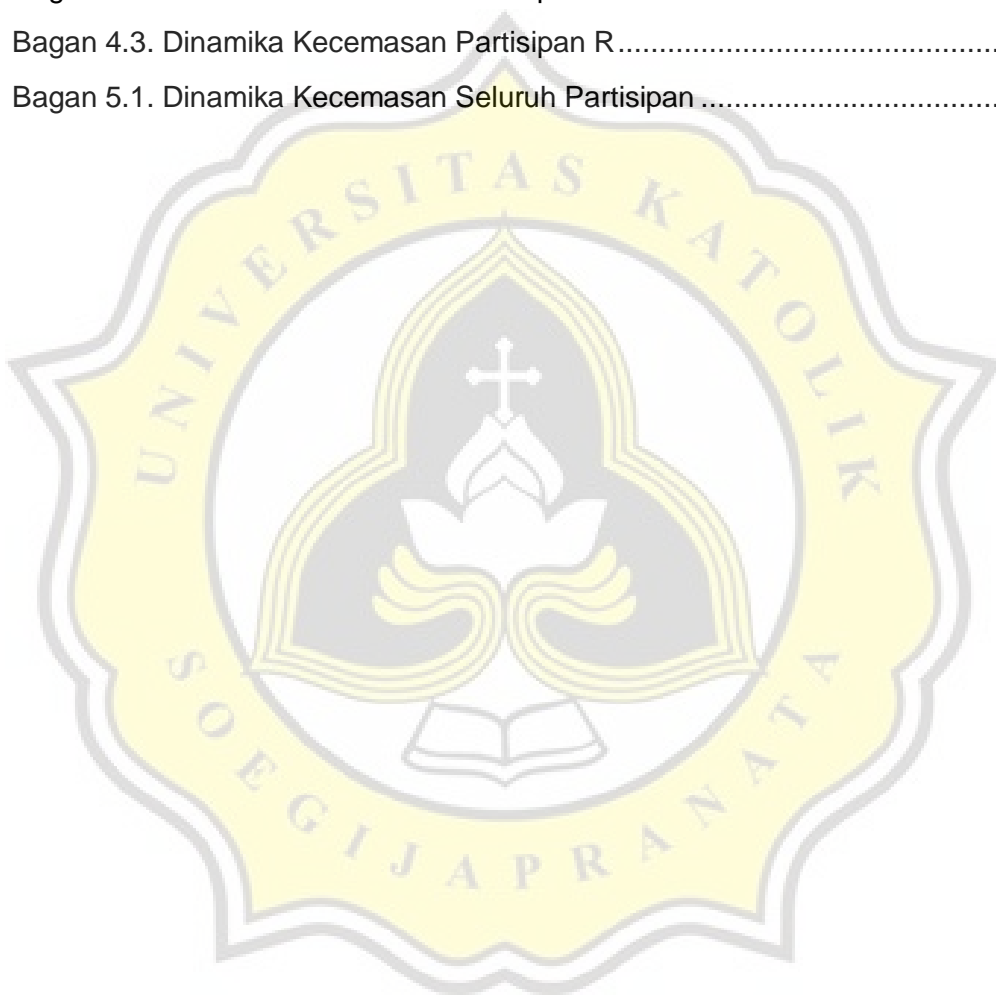 Bagan 4.3. Dinamika Kecemasan Partisipan R............................................
Bagan 5.1. Dinamika Kecemasan Seluruh Partisipan ....................................
UNIVERSITAS KATOLIK
SOEGIJAPRANATA